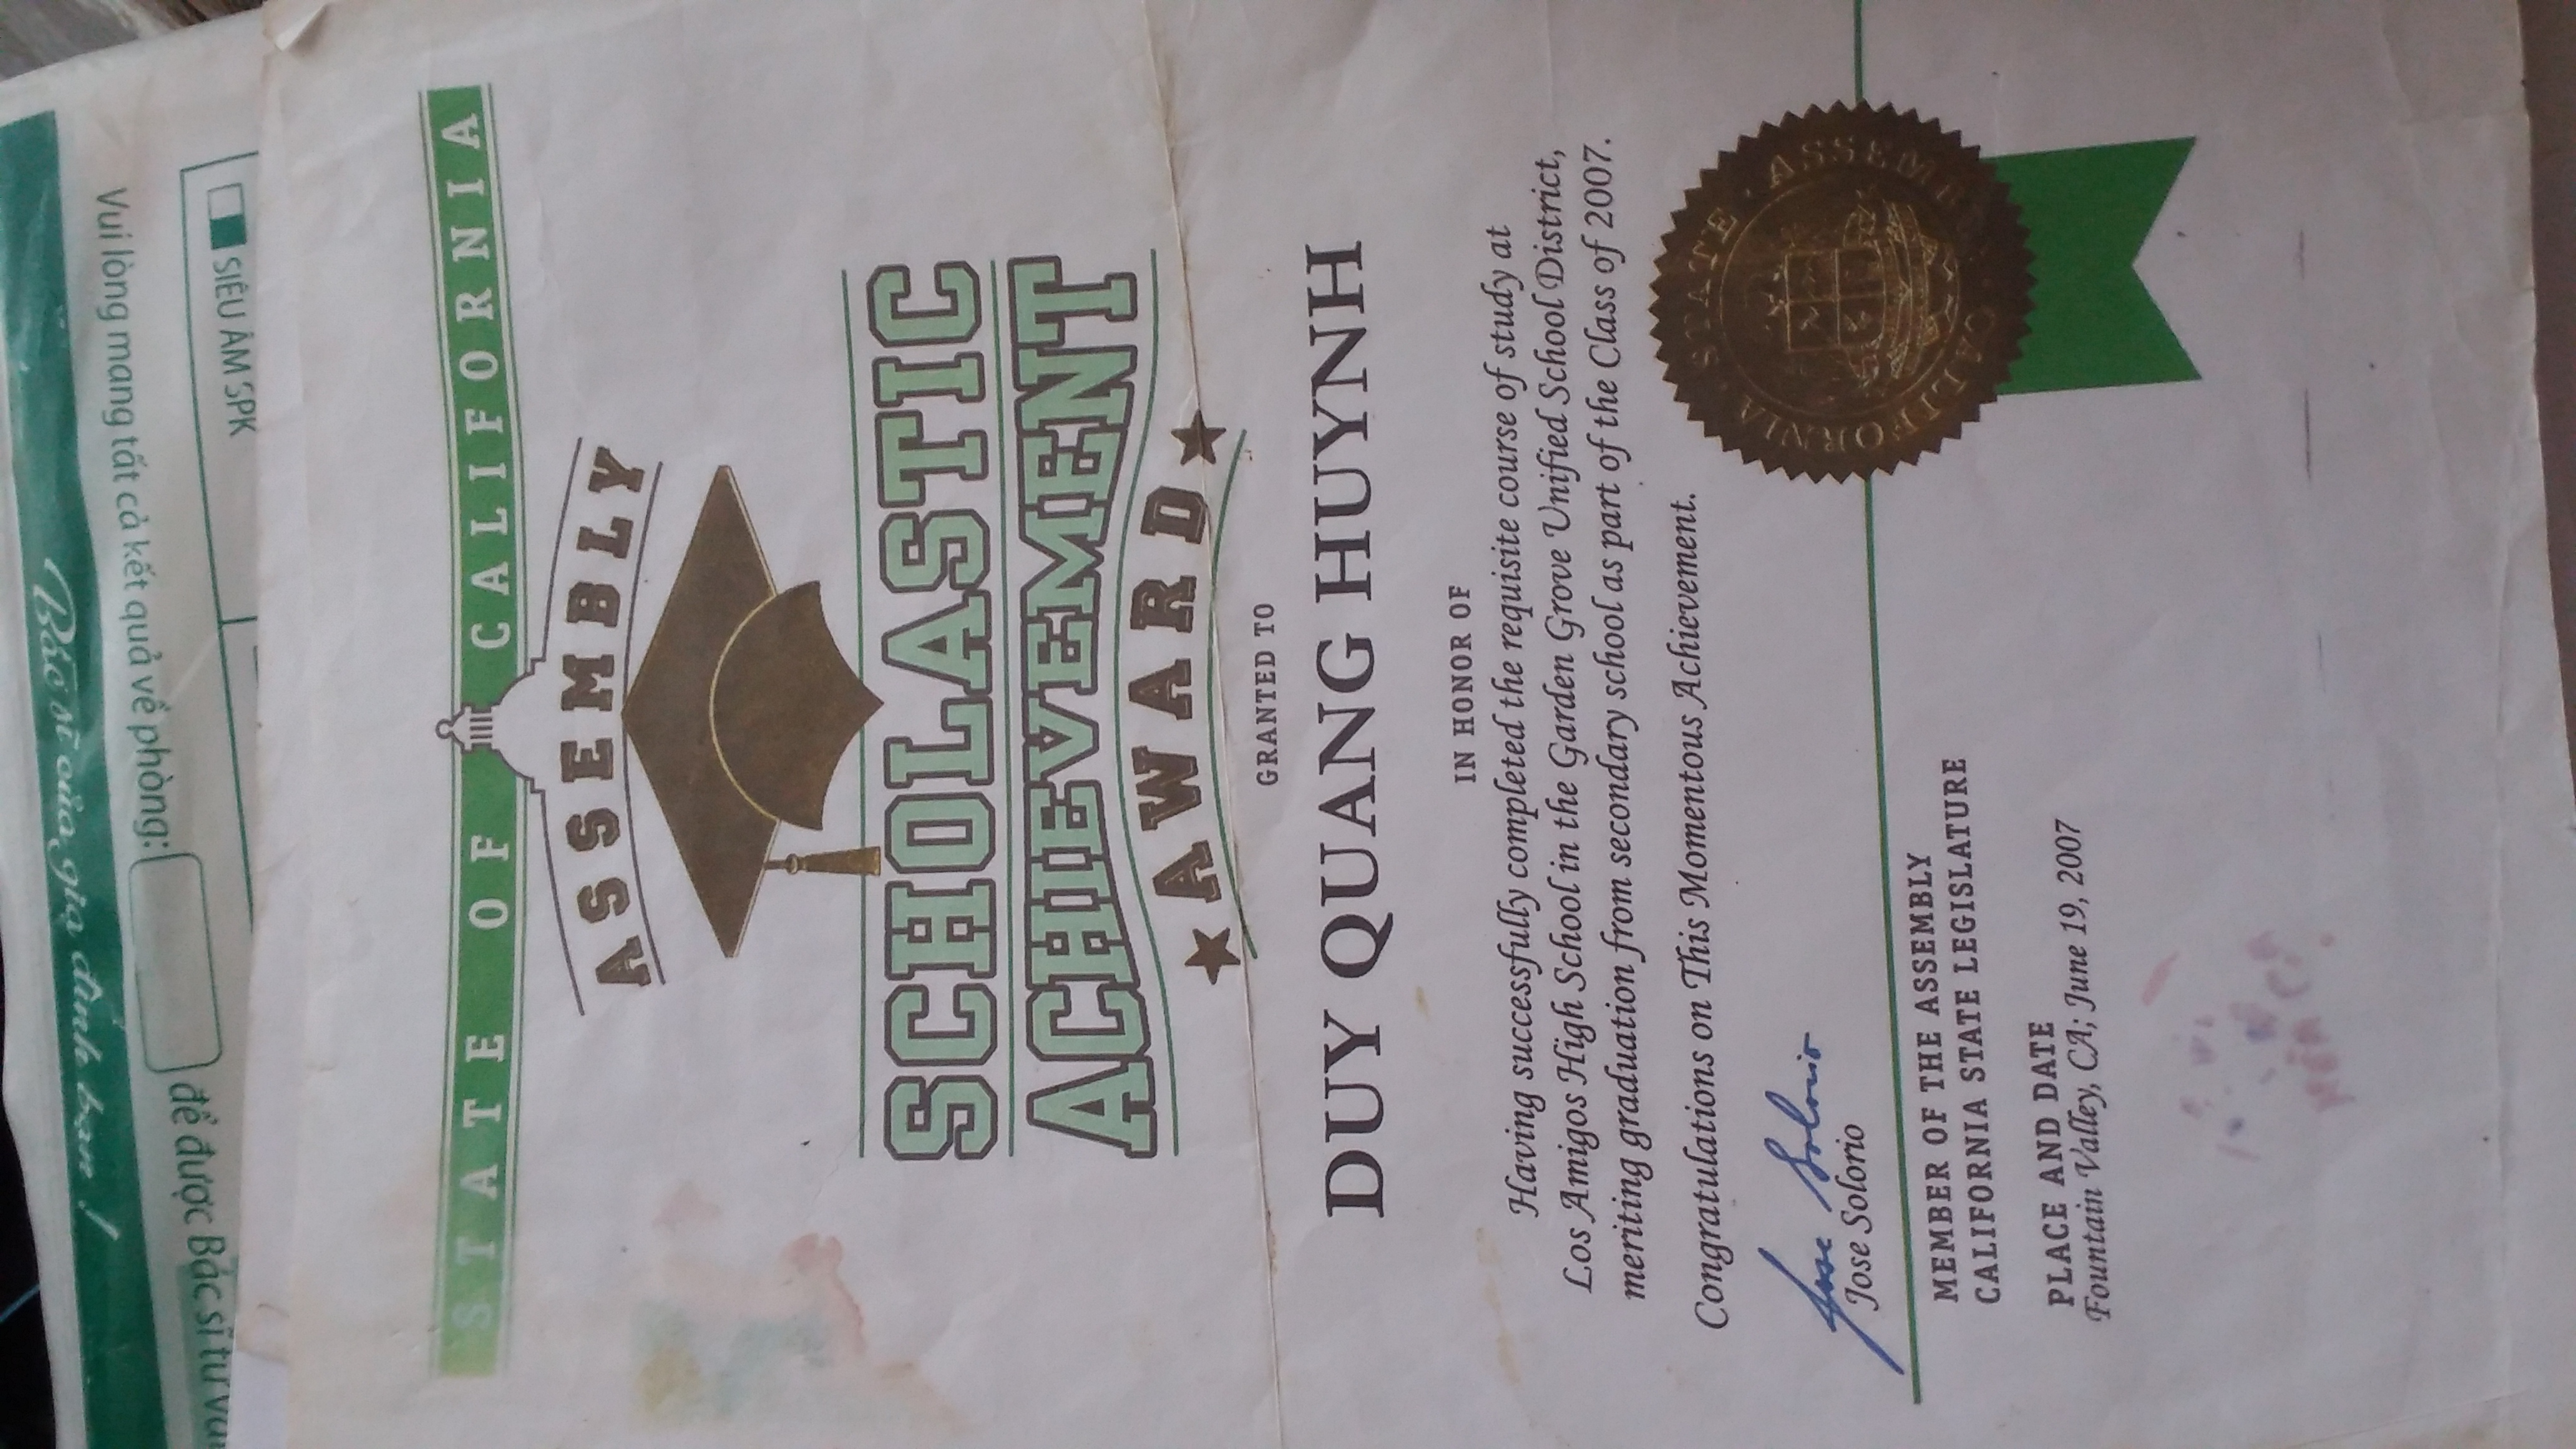 Bác sĩ của gia đình bạn !
Vui lòng mang tất cả kết quả về phòng:
để được Bác sĩ tư vấn
SIÊU ÂM SPK
STATE OF CALIFORNIA
ASSEMBLY
SCHOLASTIC
ACHIEVEMENT
AWARD
GRANTED TO
DUY QUANG HUYNH
IN HONOR OF
Having successfully completed the requisite course of study at
Los Amigos High School in the Garden Grove Unified School District,
meriting graduation from secondary school as part of the Class of 2007.
Congratulations on This Momentous Achievement.
Jose Solorio
Jose Solorio
MEMBER OF THE ASSEMBLY
CALIFORNIA STATE LEGISLATURE
PLACE AND DATE
Fountain Valley, CA; June 19, 2007
CALIFORNIA STATE ASSEMBLY
CALIFORNIA